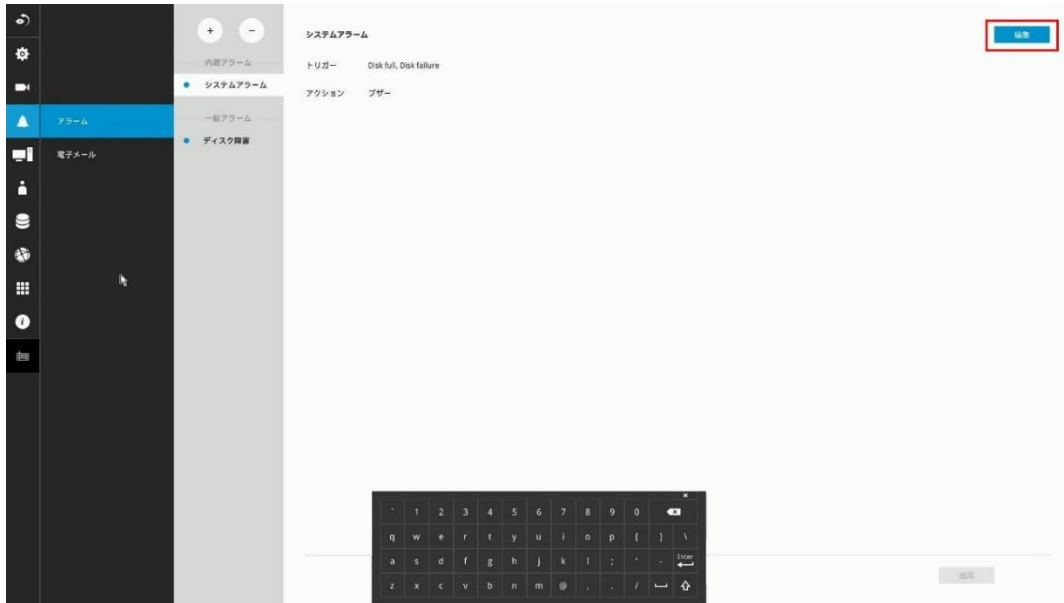 システムアラーム
編集
トリガー Disk full, Disk failure
アクション ブザー
+ -
内蔵アラーム
システムアラーム
一般アラーム
ディスク障害
アラーム
電子メール
` 1 2 3 4 5 6 7 8 9 0
q w e r t y u i o p [ ] \
a s d f g h j k l ; ' - Enter
z x c v b n m @ , . /
適用